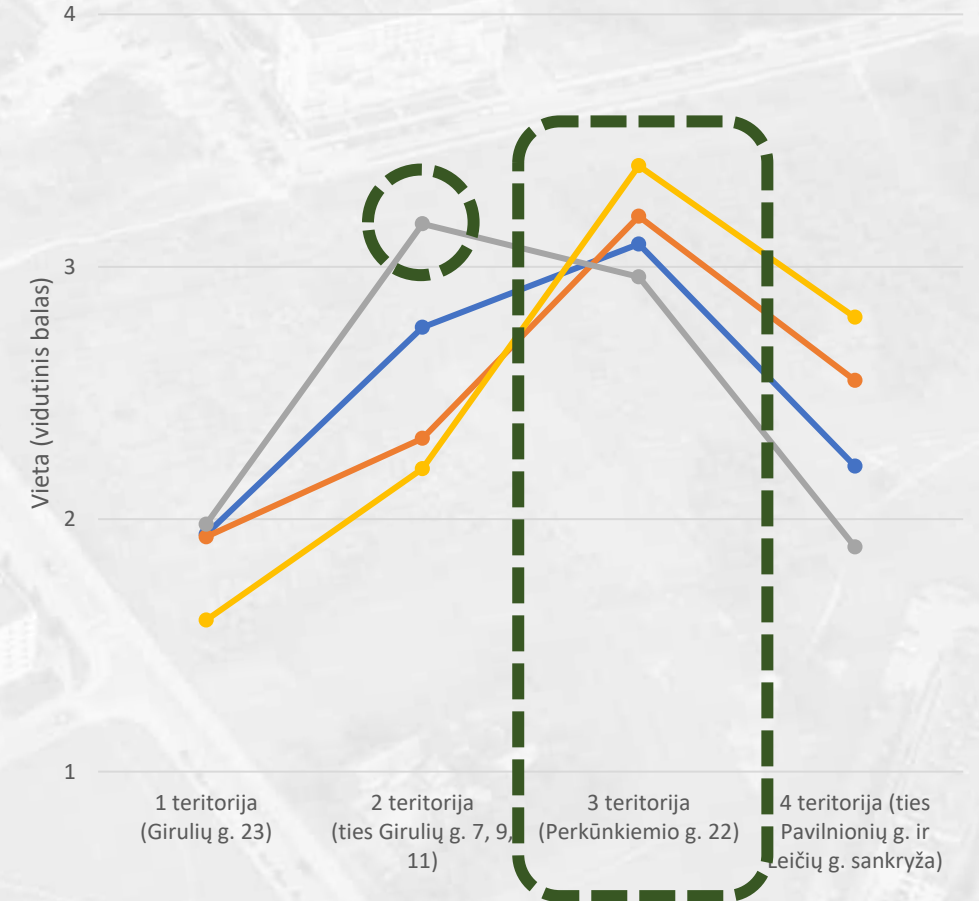 4
3
2
1
Vieta (vidutinis balas)
1 teritorija
(Girulių g. 23)
2 teritorija
(ties Girulių g. 7, 9,
11)
3 teritorija
(Perkūnkiemio g. 22)
4 teritorija (ties
Pavilnionių g. ir
Leičių g. sankryža)